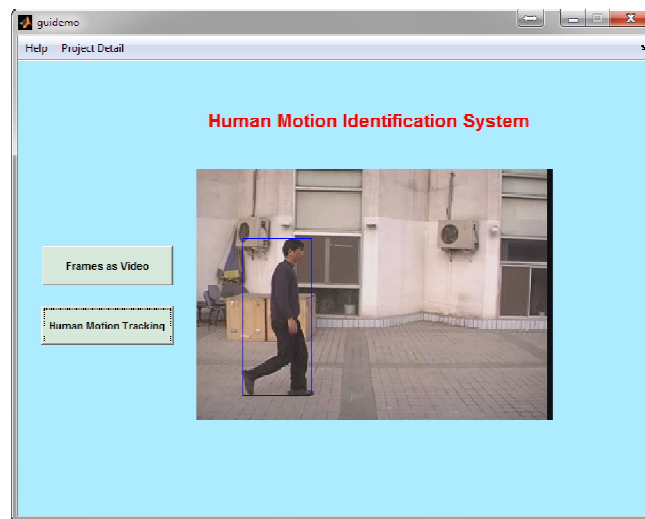 guidemo
Help Project Detail
Human Motion Identification System
Frames as Video
Human Motion Tracking